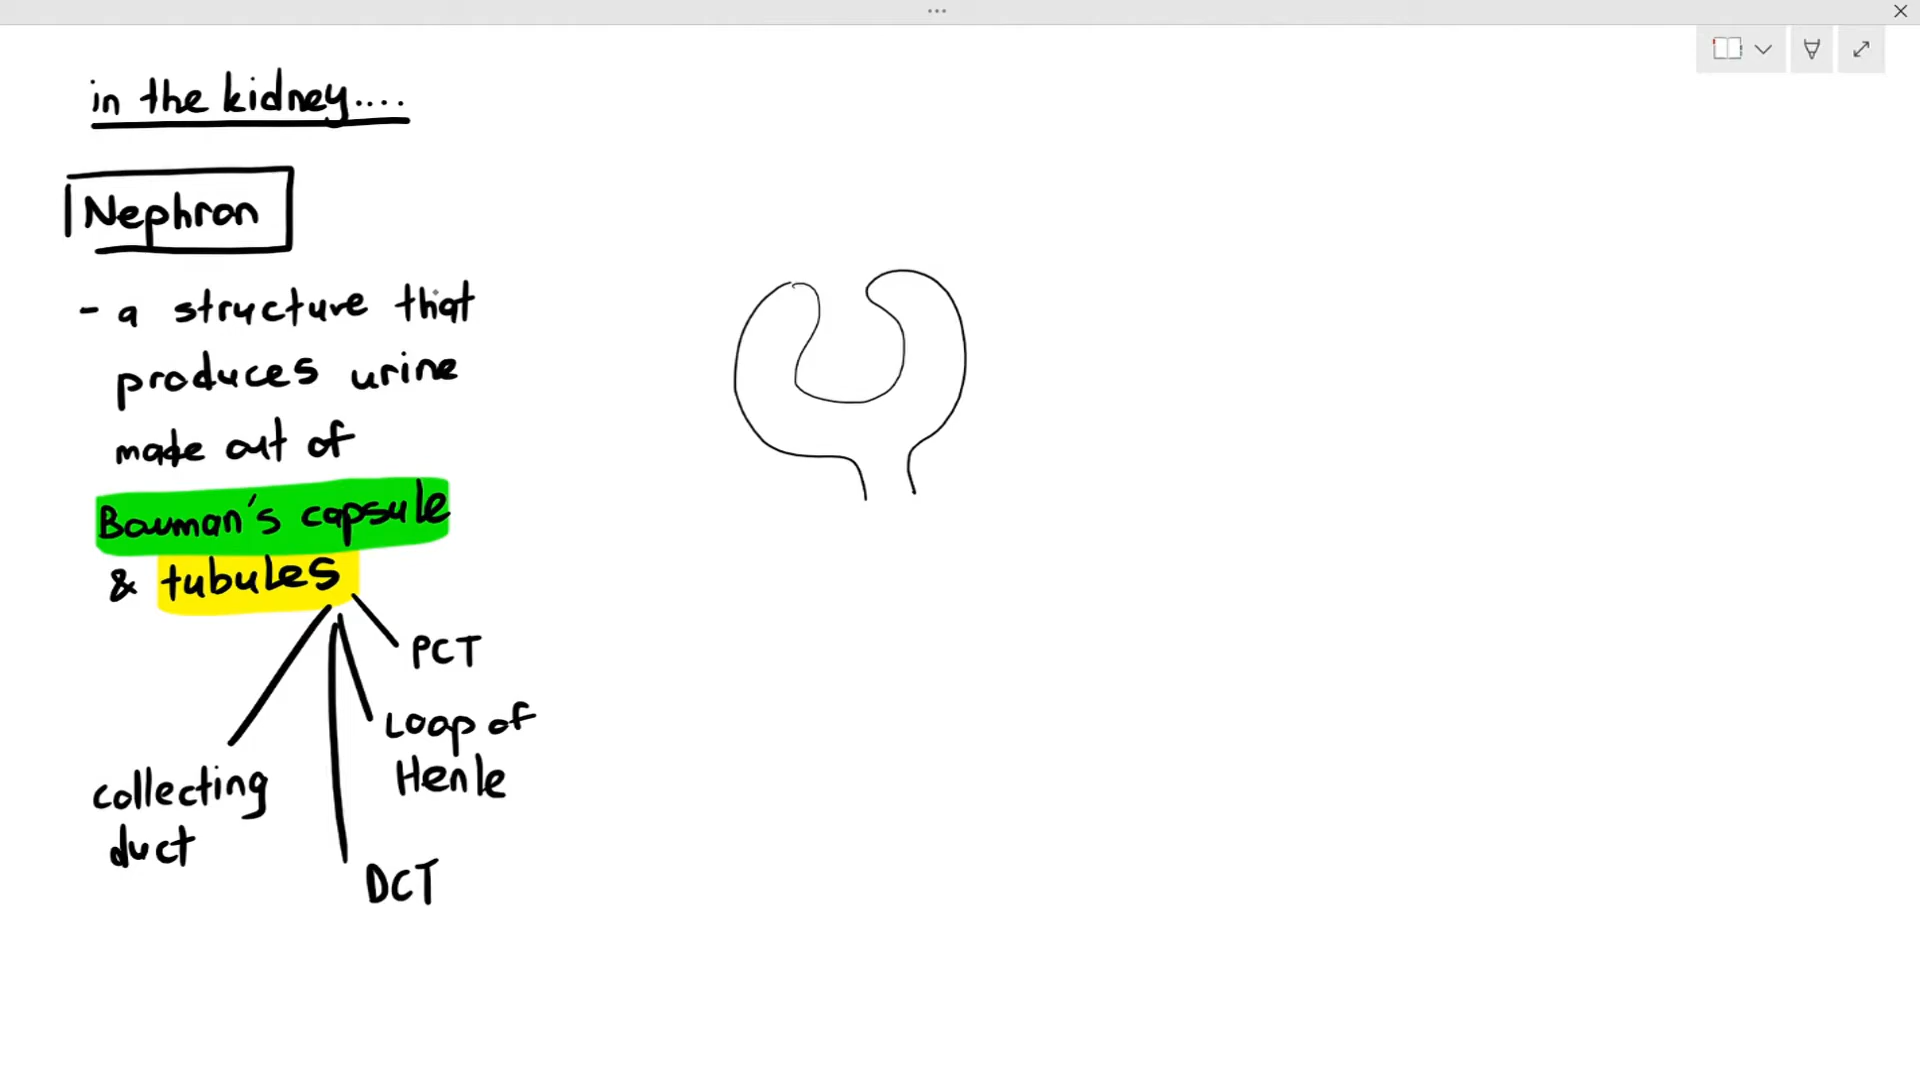 in the kidney....
Nephron
- a structure that
produces urine
made out of
Bowman's capsule
& tubules
PCT
Loop of
Henle
collecting
duct
DCT